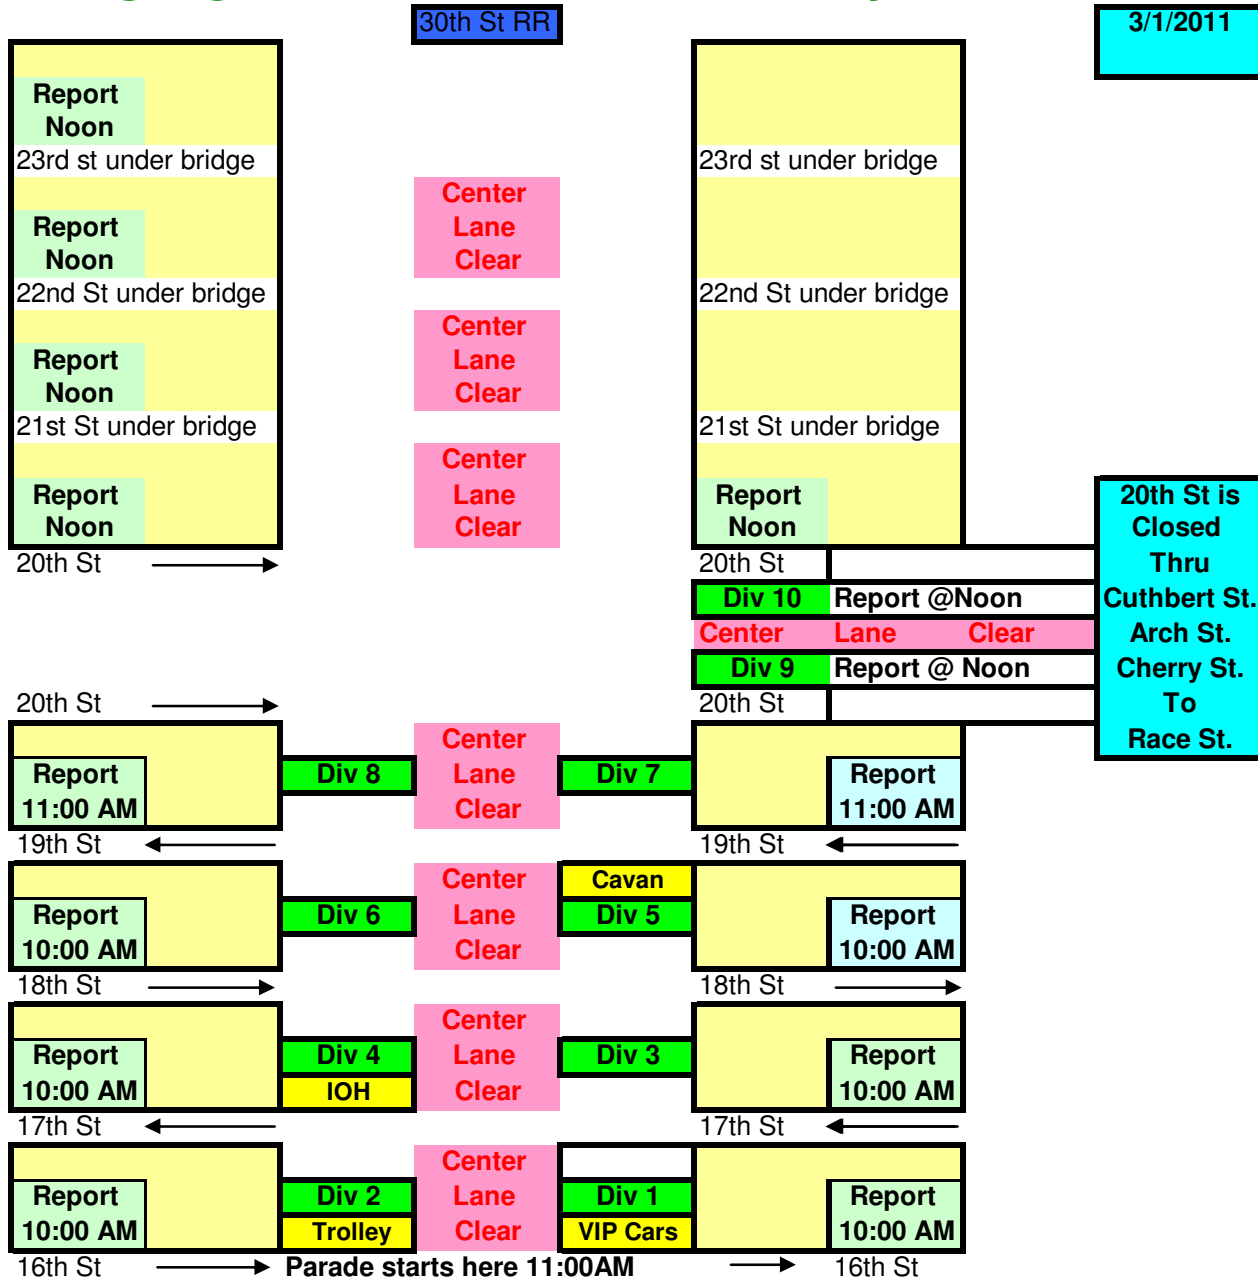 30th St RR
3/1/2011
Report
Noon
23rd st under bridge
23rd st under bridge
Center
Report
Lane
Noon
Clear
22nd St under bridge
22nd St under bridge
Center
Report
Lane
Noon
Clear
21st St under bridge
21st St under bridge
Center
Report
Lane
Report
20th St is
Noon
Clear
Noon
Closed
20th St
20th St
Thru
Div 10
Report @Noon
Cuthbert St.
Center Lane Clear
Arch St.
Div 9
Report @ Noon
Cherry St.
20th St
20th St
To
Center
Race St.
Report
Div 8
Lane
Div 7
Report
11:00 AM
Clear
11:00 AM
19th St
19th St
Center
Cavan
Report
Div 6
Lane
Div 5
Report
10:00 AM
Clear
10:00 AM
18th St
18th St
Center
Report
Div 4
Lane
Div 3
Report
10:00 AM
IOH
Clear
10:00 AM
17th St
17th St
Center
Report
Div 2
Lane
Div 1
Report
10:00 AM
Trolley
Clear
VIP Cars
10:00 AM
16th St
Parade starts here 11:00AM
16th St